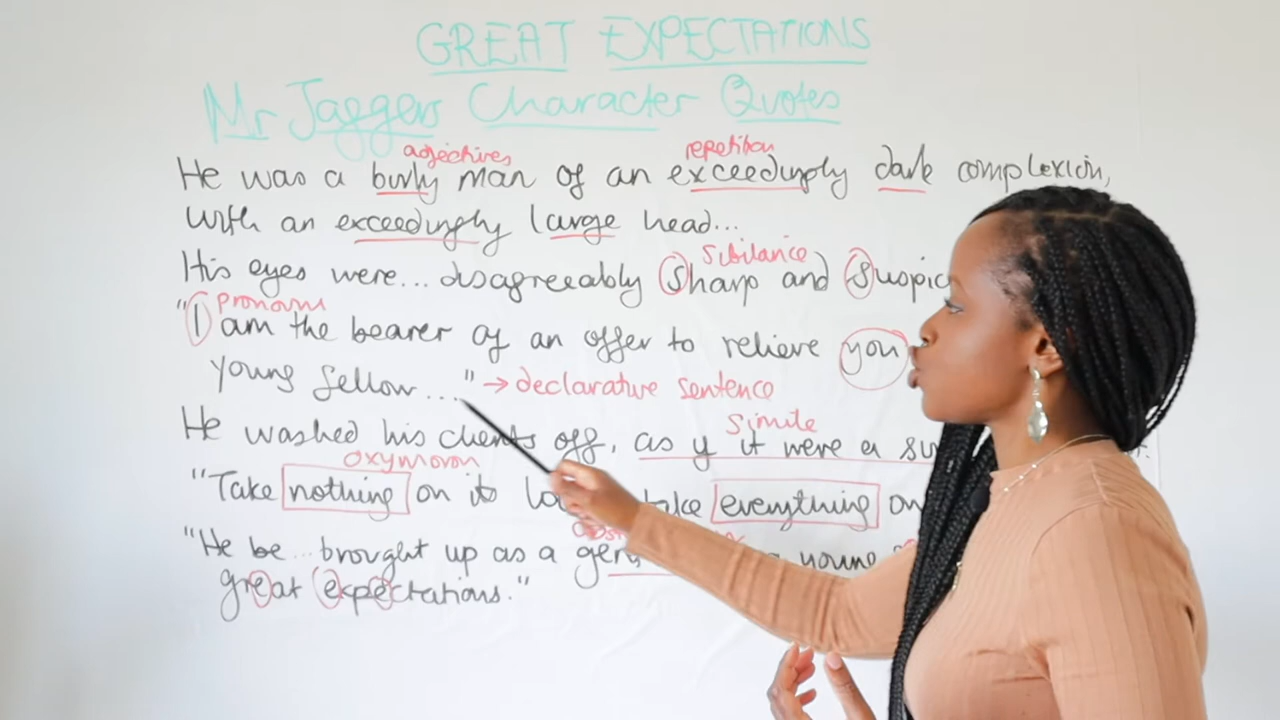 GREAT EXPECTATIONS
Mr Jaggers Character Quotes
adjectives repetition
He was a burly man of an exceedingly dark complexion,
with an exceedingly large head...
sibilance
His eyes were... disagreeably sharp and suspic
pronouns
"I am the bearer of an offer to relieve you
young fellow..." → declarative sentence
simile
He washed his clients off, as if it were a su
oxymoron
"Take nothing on its take everything on
"He be... brought up as a young
great expectations."